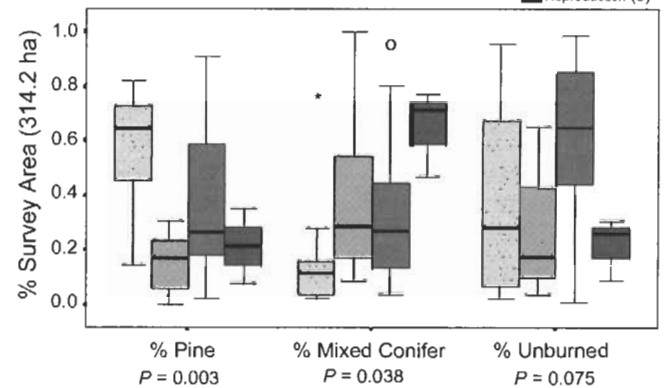 % Survey Area (314.2 ha)
1.0
0.8
0.6
0.4
0.2
0.0
*
o
% Pine
% Mixed Conifer
% Unburned
P = 0.003
P = 0.038
P = 0.075